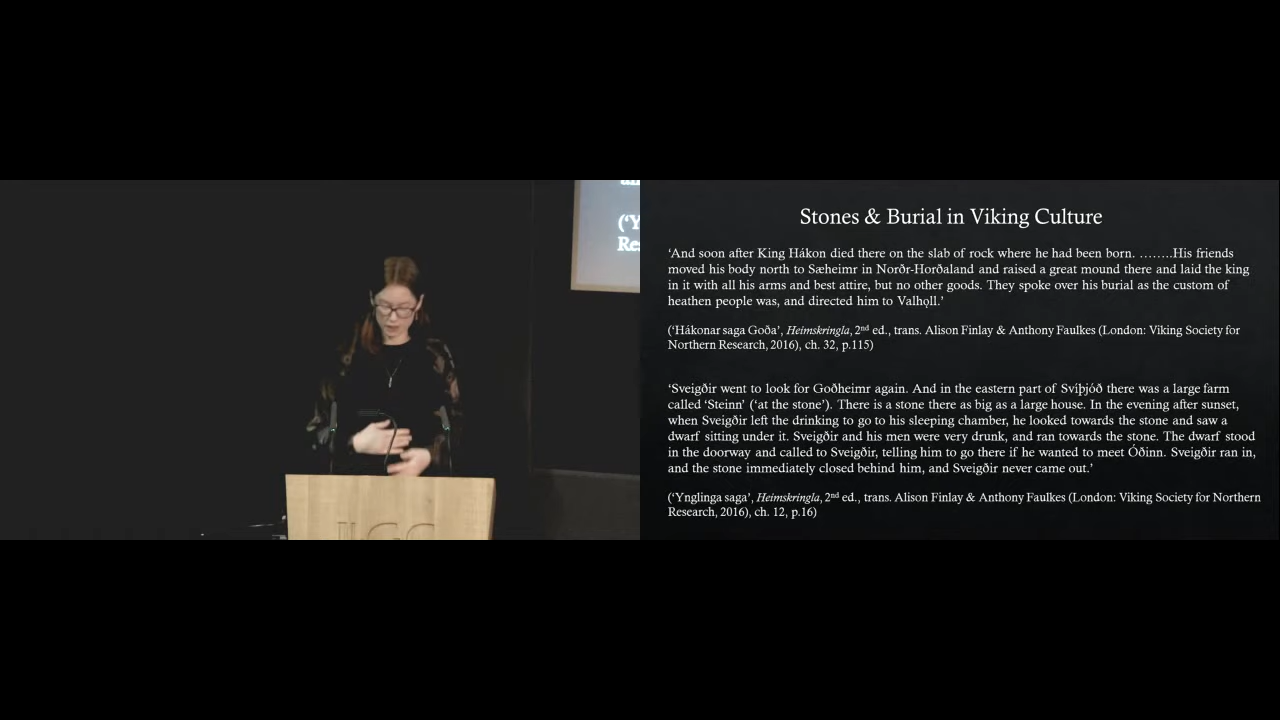 (‘Y
Re
Stones & Burial in Viking Culture
‘And soon after King Hákon died there on the slab of rock where he had been born. ……..His friends
moved his body north to Sæheimr in Norðr-Horðaland and raised a great mound there and laid the king
in it with all his arms and best attire, but no other goods. They spoke over his burial as the custom of
heathen people was, and directed him to Valhǫll.’
(‘Hákonar saga Goða’, Heimskringla, 2nd ed., trans. Alison Finlay & Anthony Faulkes (London: Viking Society for
Northern Research, 2016), ch. 32, p.115)
‘Sveigðir went to look for Goðheimr again. And in the eastern part of Svíþjóð there was a large farm
called ‘Steinn’ (‘at the stone’). There is a stone there as big as a large house. In the evening after sunset,
when Sveigðir left the drinking to go to his sleeping chamber, he looked towards the stone and saw a
dwarf sitting under it. Sveigðir and his men were very drunk, and ran towards the stone. The dwarf stood
in the doorway and called to Sveigðir, telling him to go there if he wanted to meet Óðinn. Sveigðir ran in,
and the stone immediately closed behind him, and Sveigðir never came out.’
(‘Ynglinga saga’, Heimskringla, 2nd ed., trans. Alison Finlay & Anthony Faulkes (London: Viking Society for Northern
Research, 2016), ch. 12, p.16)